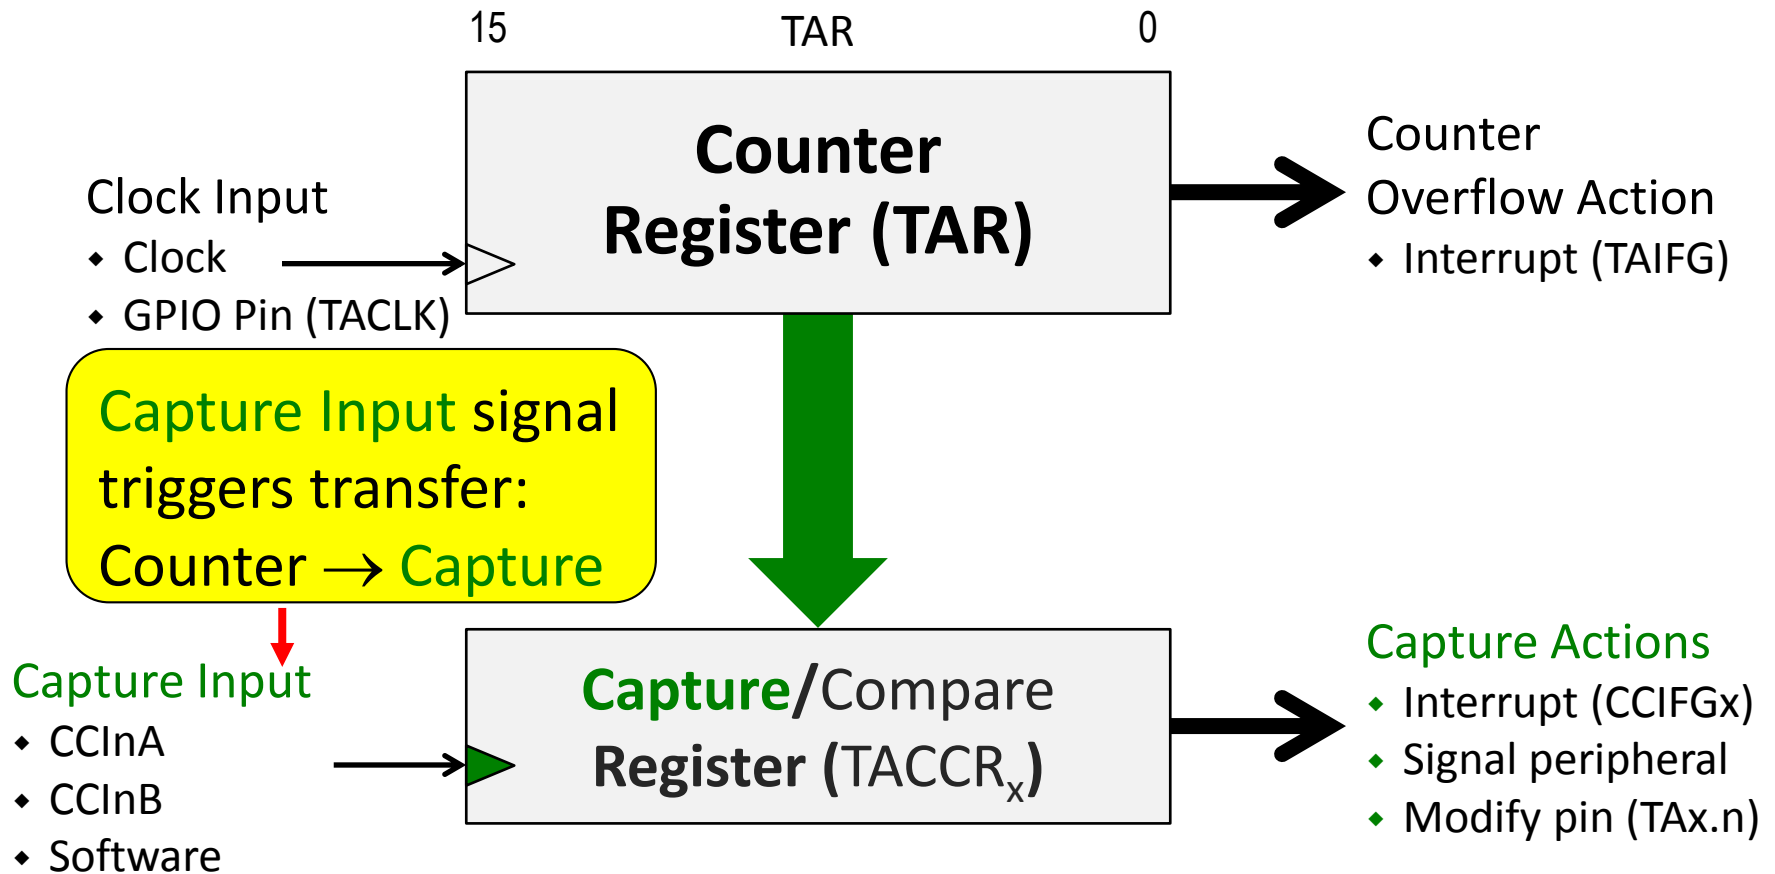 15 TAR 0
Counter
Register (TAR)
Clock Input
◆ Clock
◆ GPIO Pin (TACLK)
Counter
Overflow Action
◆ Interrupt (TAIFG)
Capture Input signal
triggers transfer:
Counter → Capture
Capture Input
◆ CCInA
◆ CCInB
◆ Software
Capture/Compare
Register (TACCRx)
Capture Actions
◆ Interrupt (CCIFGx)
◆ Signal peripheral
◆ Modify pin (TAx.n)